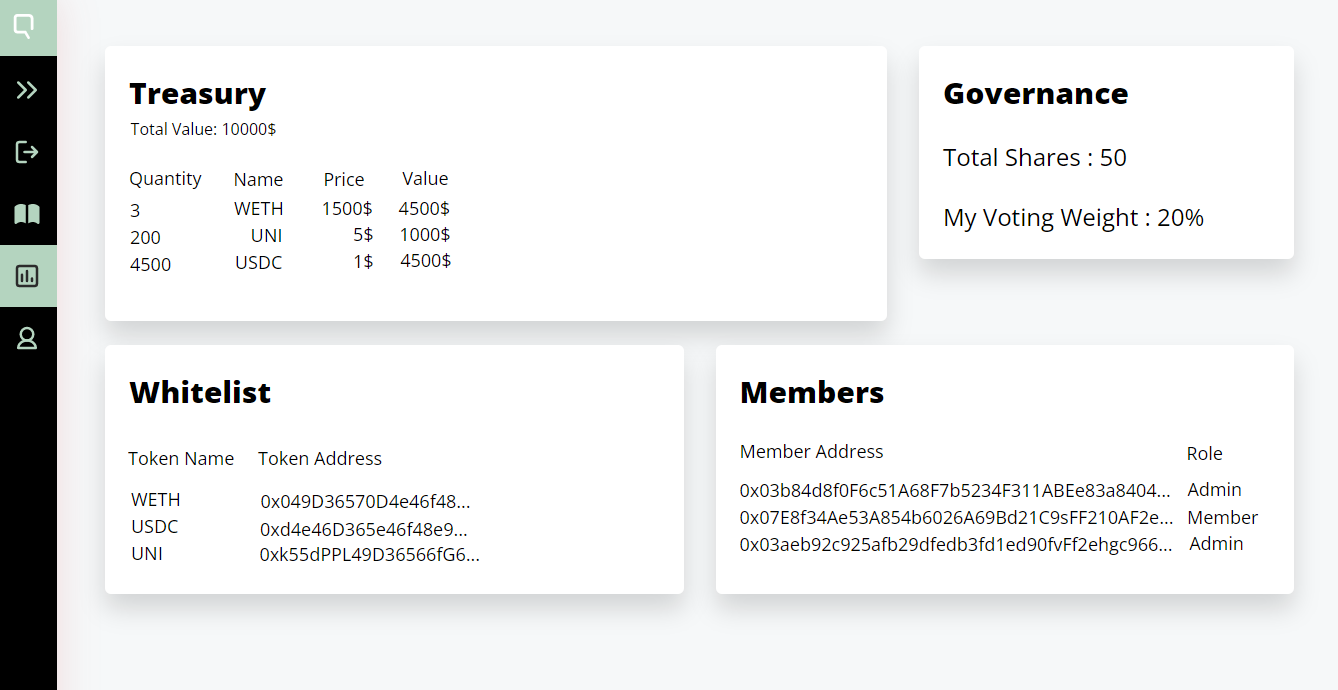 Treasury
Total Value: 10000$
Quantity Name Price Value
3 WETH 1500$ 4500$
200 UNI 5$ 1000$
4500 USDC 1$ 4500$
Governance
Total Shares : 50
My Voting Weight : 20%
Whitelist
Token Name Token Address
WETH 0x049D36570D4e46f48...
USDC 0xd4e46D365e46f48e9...
UNI 0xk55dPPL49D36566fG6...
Members
Member Address Role
0x03b84d8f0F6c51A68F7b5234F311ABEe83a8404... Admin
0x07E8f34Ae53A854b6026A69Bd21C9sFF210AF2e... Member
0x03aeb92c925afb29dfedb3fd1ed90fvFf2ehgc966... Admin